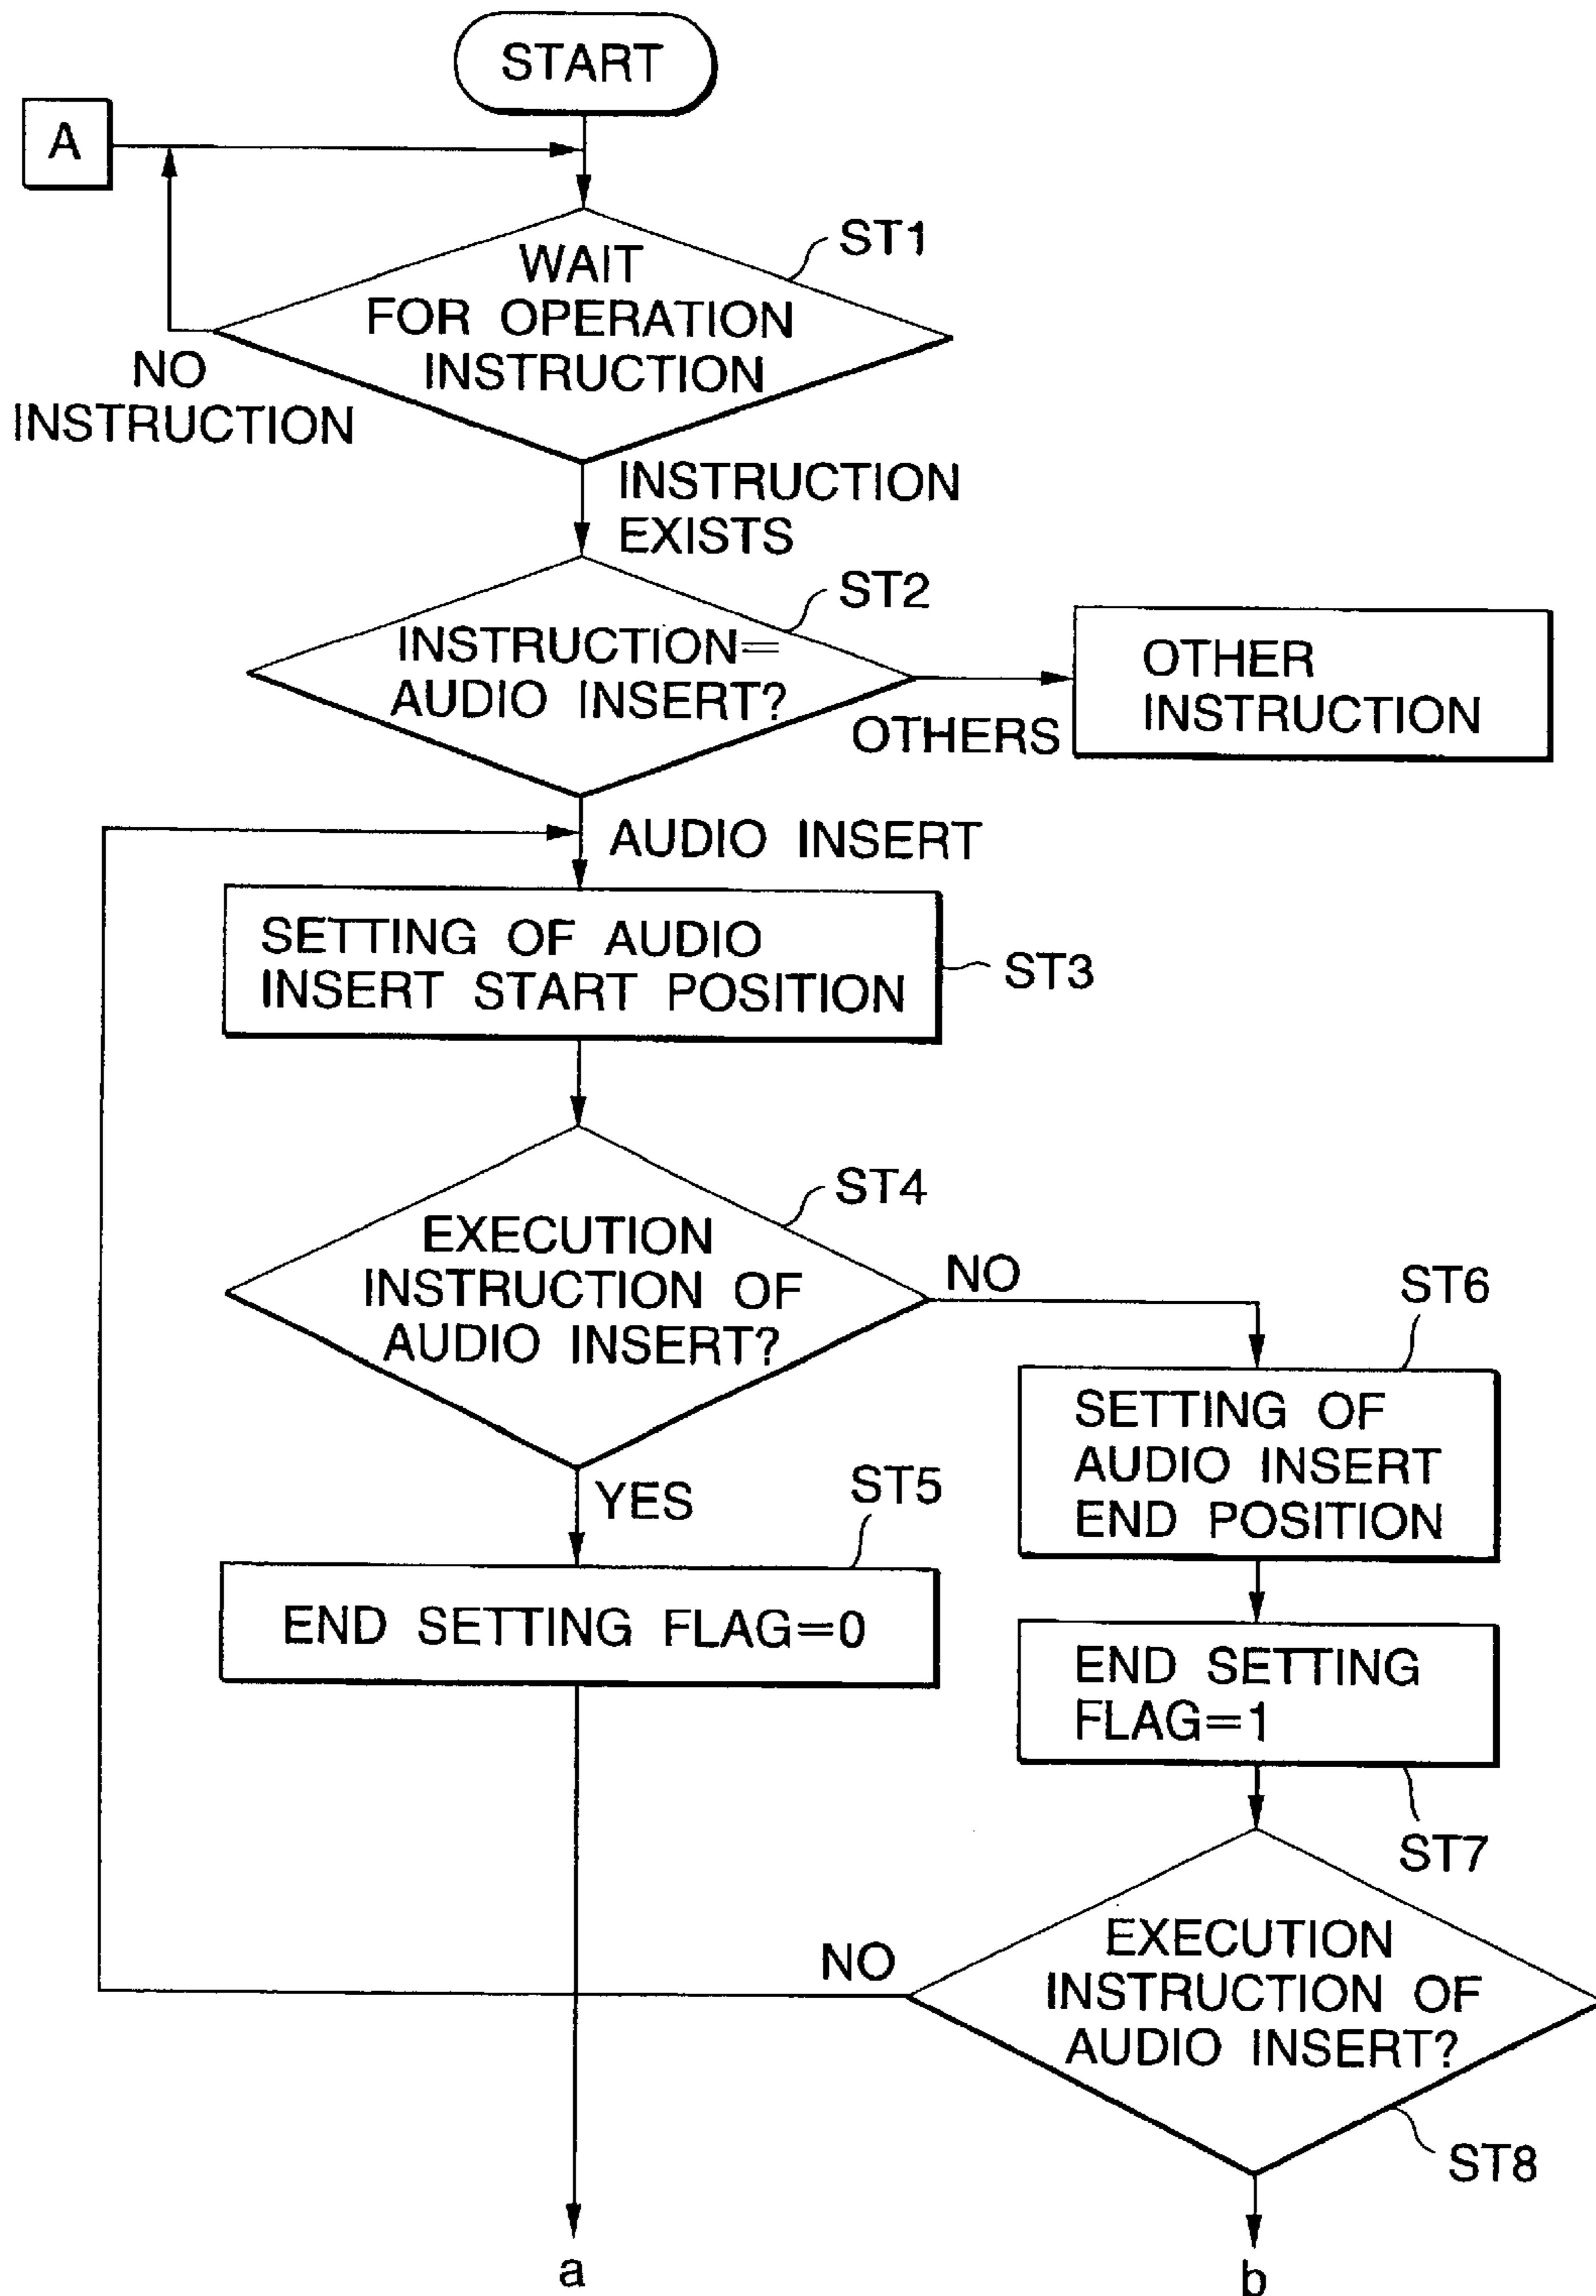 START
A
ST1
WAIT
FOR OPERATION
INSTRUCTION
NO
INSTRUCTION
INSTRUCTION
EXISTS
ST2
INSTRUCTION=
AUDIO INSERT?
OTHERS
OTHER
INSTRUCTION
AUDIO INSERT
SETTING OF AUDIO
INSERT START POSITION
ST3
ST4
EXECUTION
INSTRUCTION OF
AUDIO INSERT?
NO
ST6
SETTING OF
AUDIO INSERT
END POSITION
YES
ST5
END SETTING FLAG=0
END SETTING
FLAG=1
ST7
NO
EXECUTION
INSTRUCTION OF
AUDIO INSERT?
ST8
a
b